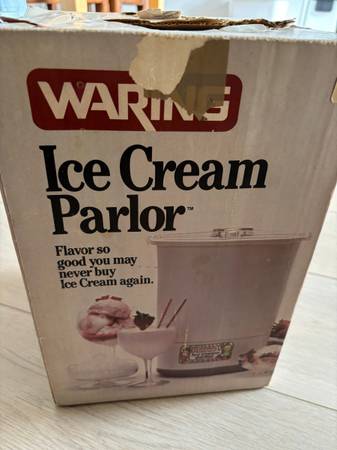 WARING
Ice Cream
Parlor™
Flavor so
good you may
never buy
Ice Cream again.